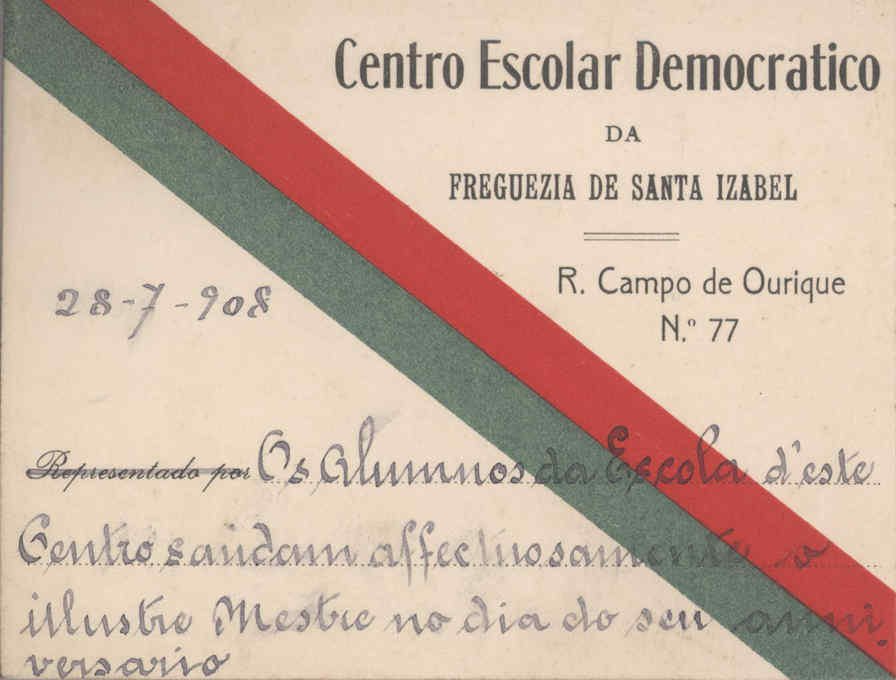 Centro Escolar Democratico
DA
FREGUEZIA DE SANTA IZABEL
R. Campo de Ourique
N.º 77
28-7-908
Representado por Os Alumnos da Escola d'este
Centro saúdam affectuosamente o
illustre Mestre no dia do seu anni-
versario